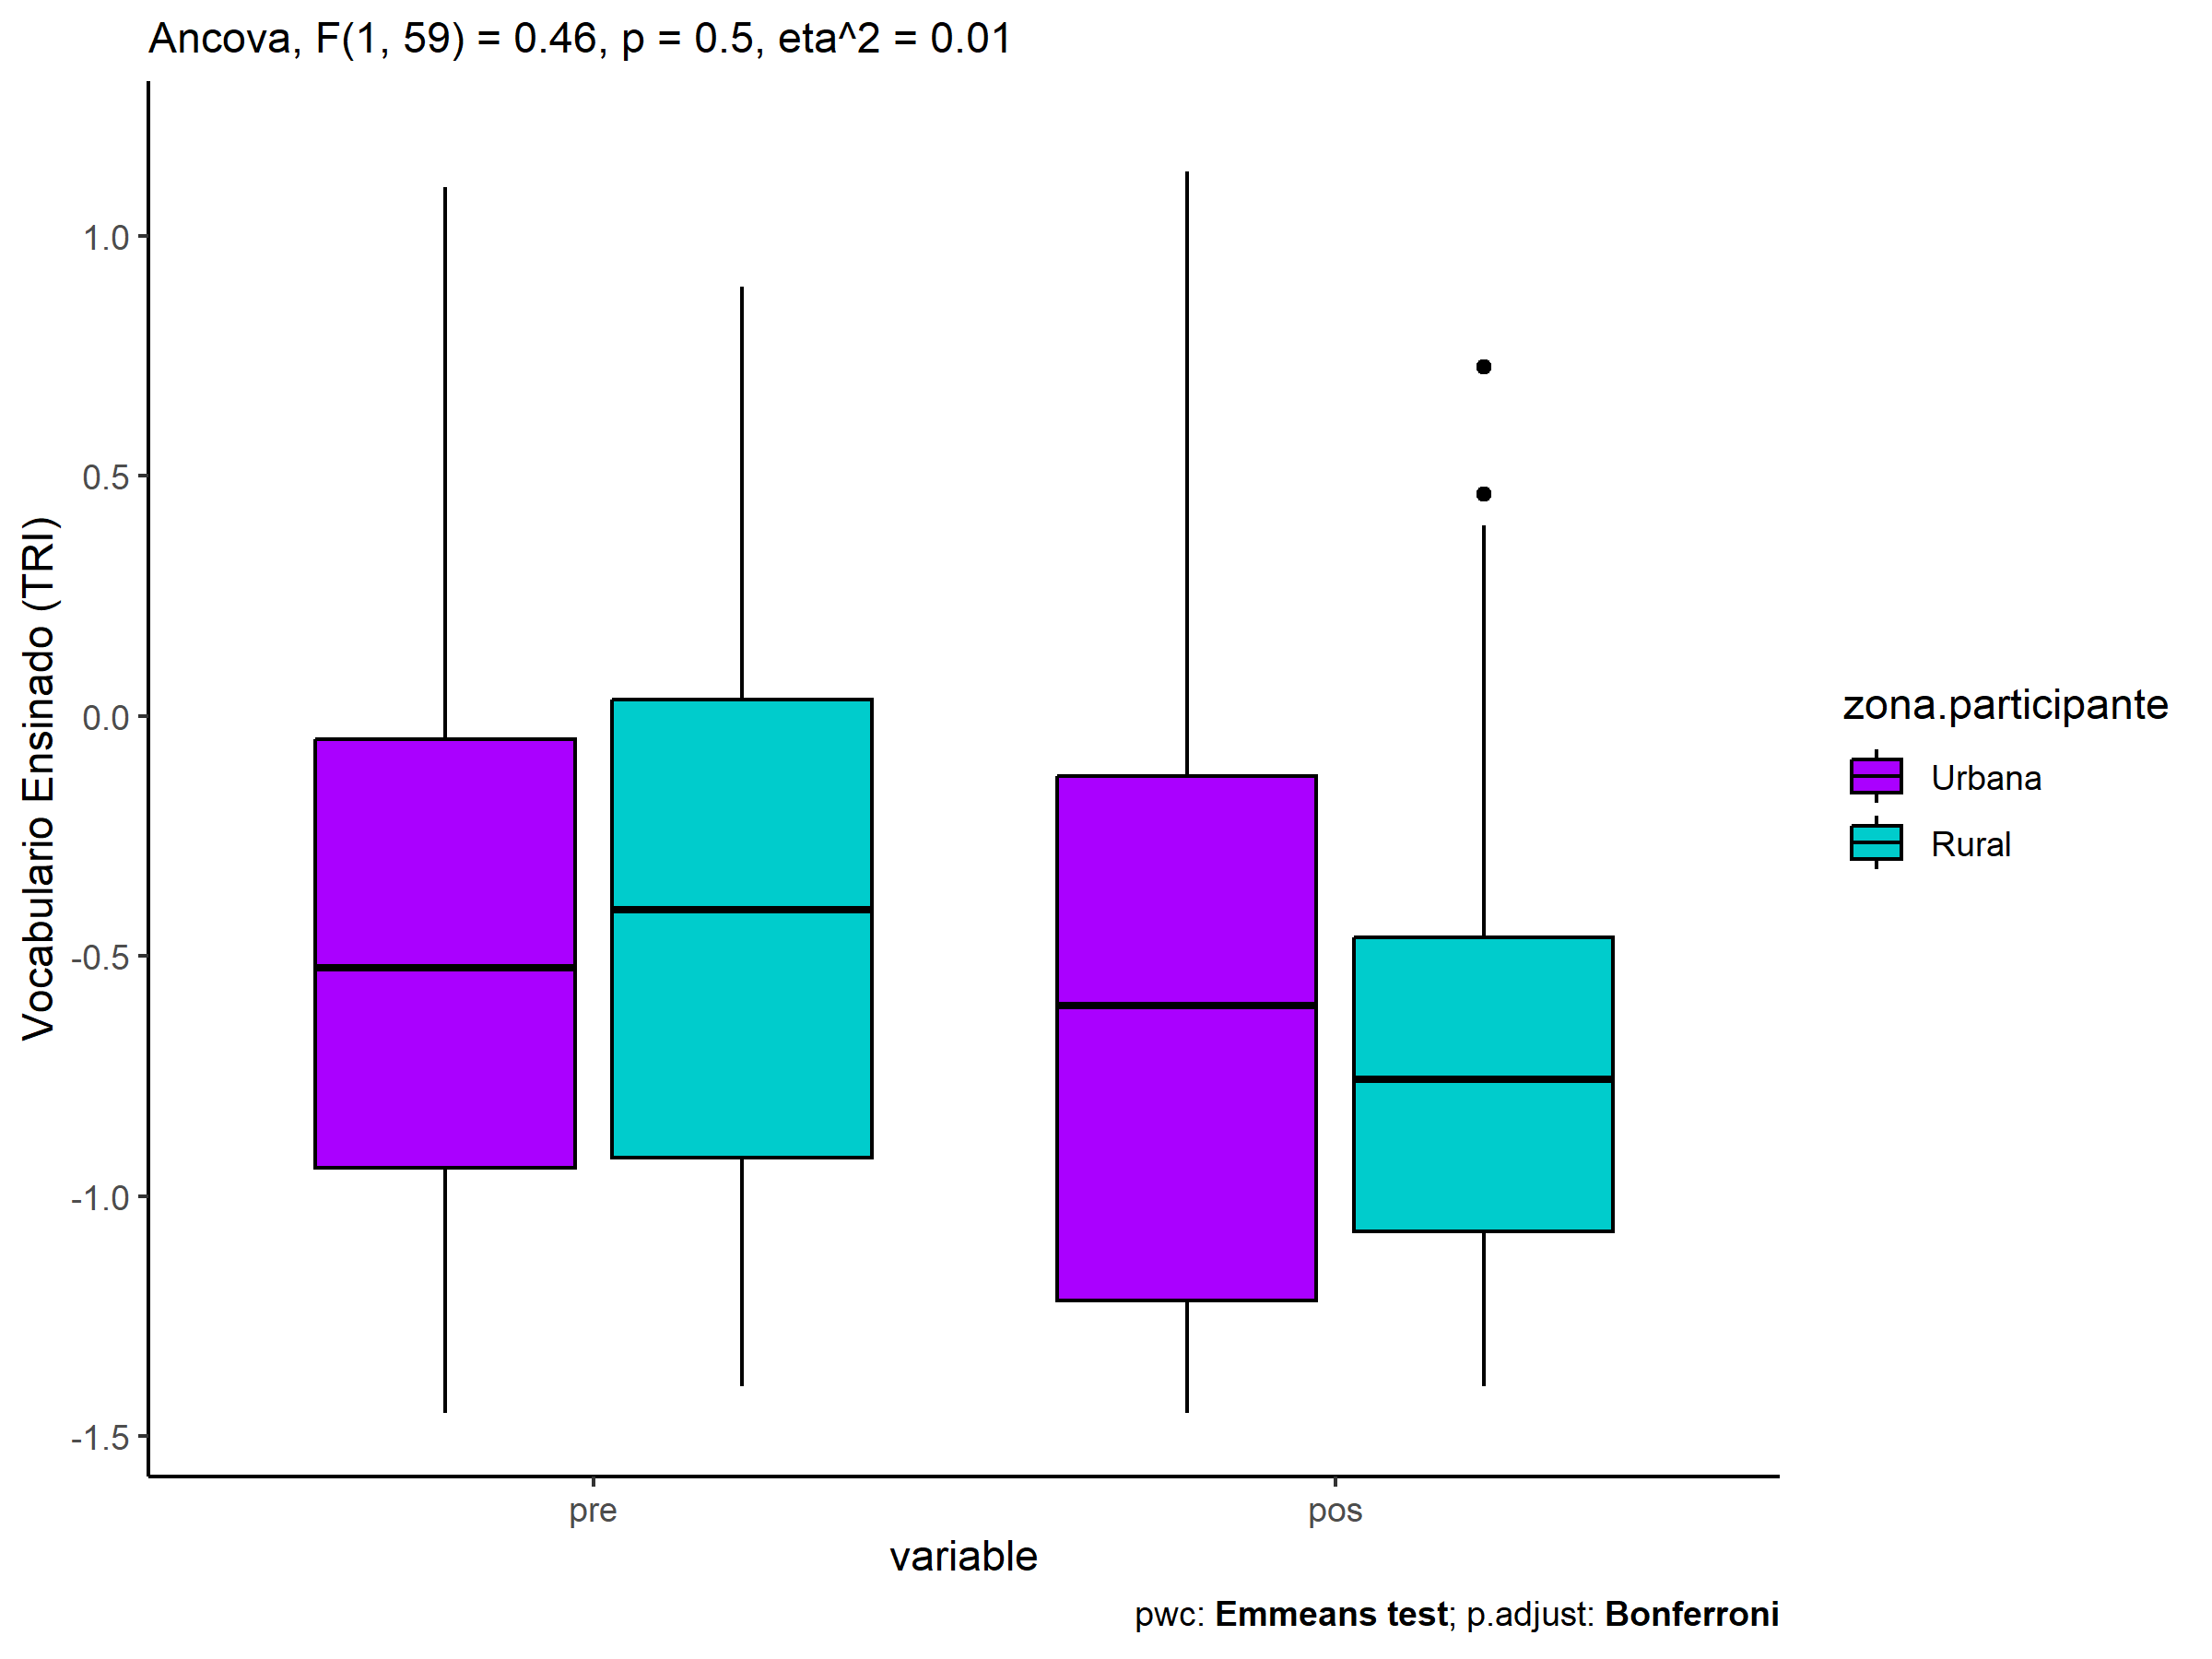 Ancova, F(1, 59) = 0.46, p = 0.5, eta^2 = 0.01
Vocabulario Ensinado (TRI)
1.0
0.5
0.0
-0.5
-1.0
-1.5
pre
pos
variable
zona.participante
Urbana
Rural
pwc: Emmeans test; p.adjust: Bonferroni